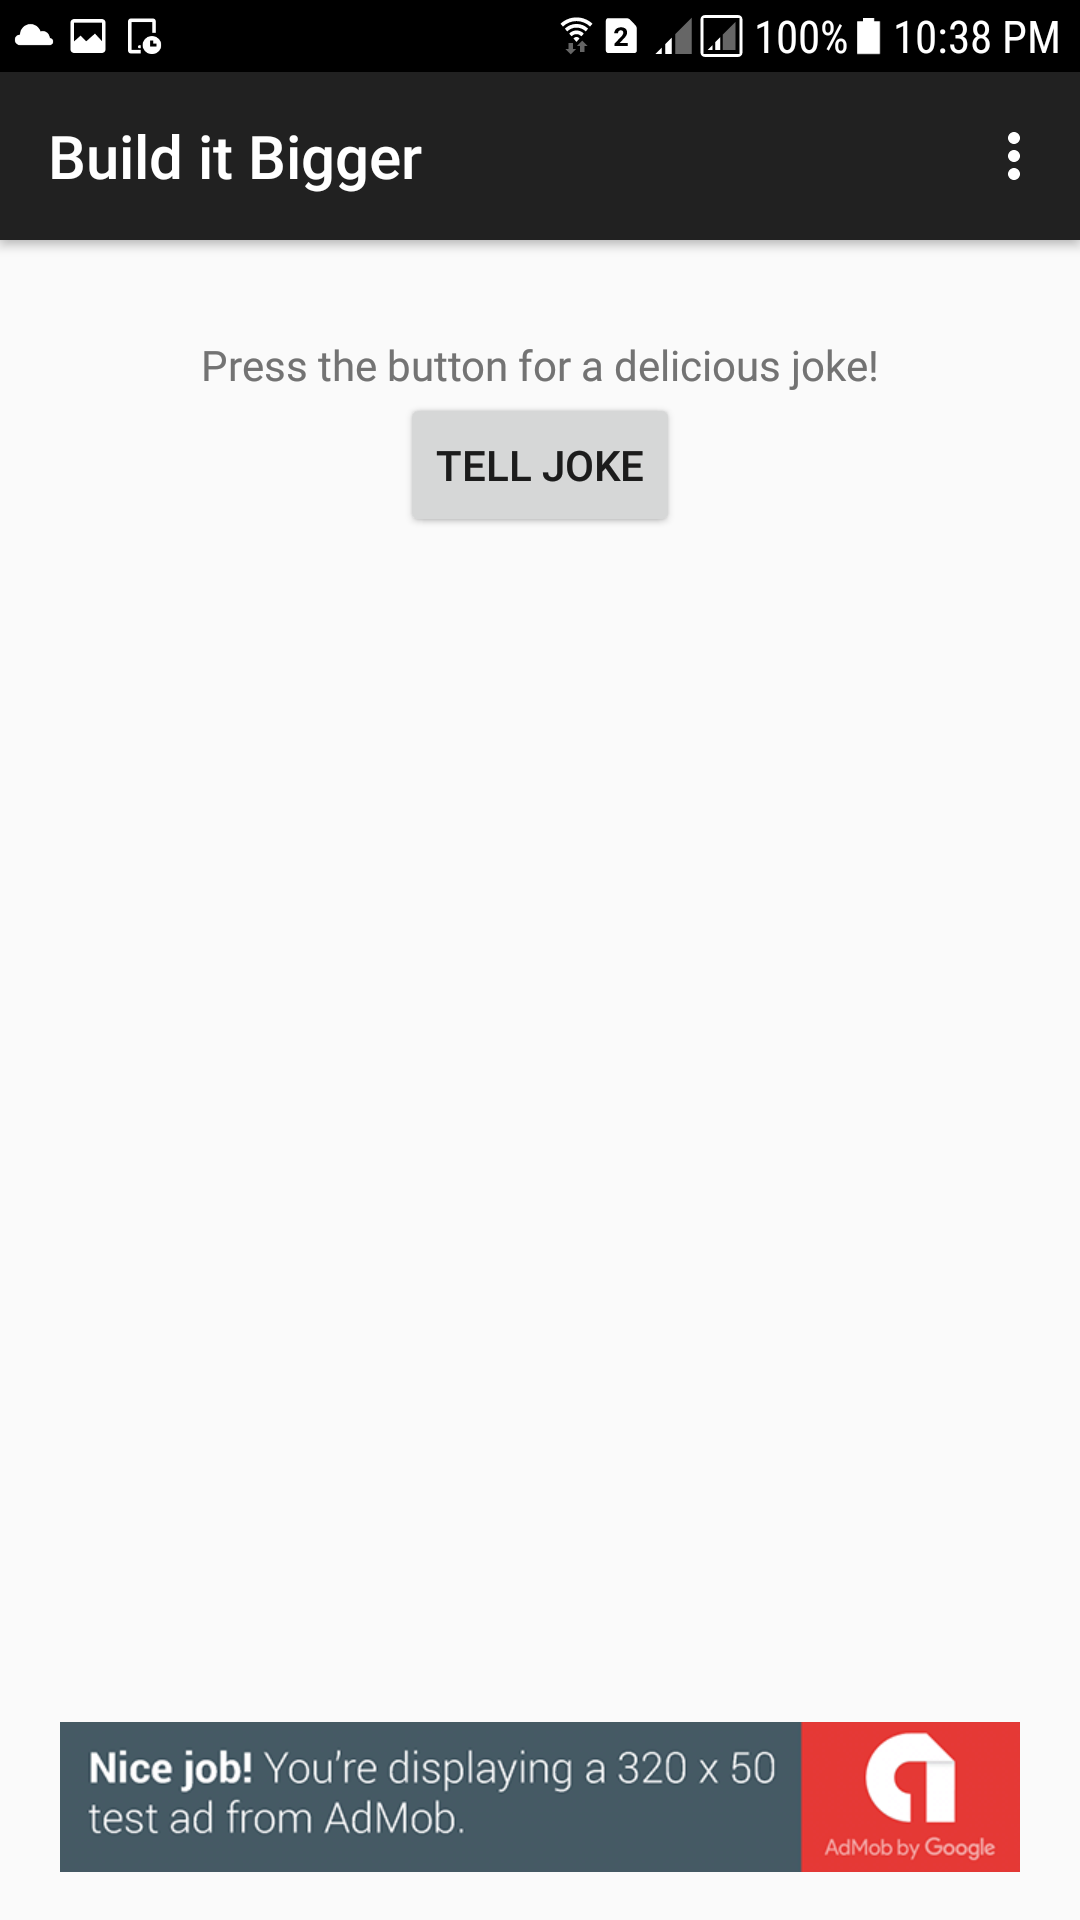 2 100% 10:38 PM
Build it Bigger
Press the button for a delicious joke!
TELL JOKE
Nice job! You're displaying a 320 x 50
test ad from AdMob.
AdMob by Google